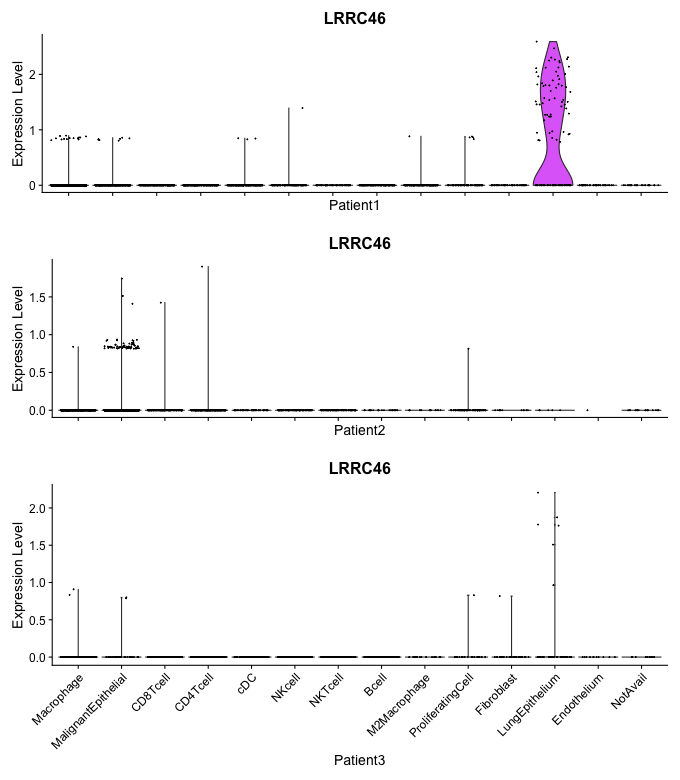 LRRC46
Expression Level
2
1
0
Patient1
LRRC46
Expression Level
1.5
1.0
0.5
0.0
Patient2
LRRC46
Expression Level
2.0
1.5
1.0
0.5
0.0
Macrophage
MalignantEpithelial
CD8Tcell
CD4Tcell
cDC
NKcell
NKTcell
Bcell
M2Macrophage
ProliferatingCell
Fibroblast
LungEpithelium
Endothelium
NotAvail
Patient3